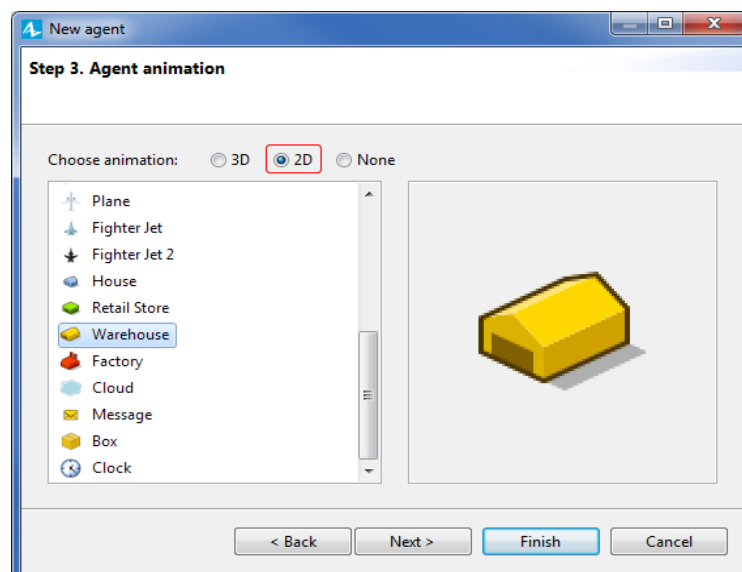 New agent
Step 3. Agent animation
Choose animation: 3D 2D None
Plane
Fighter Jet
Fighter Jet 2
House
Retail Store
Warehouse
Factory
Cloud
Message
Box
Clock
< Back Next > Finish Cancel